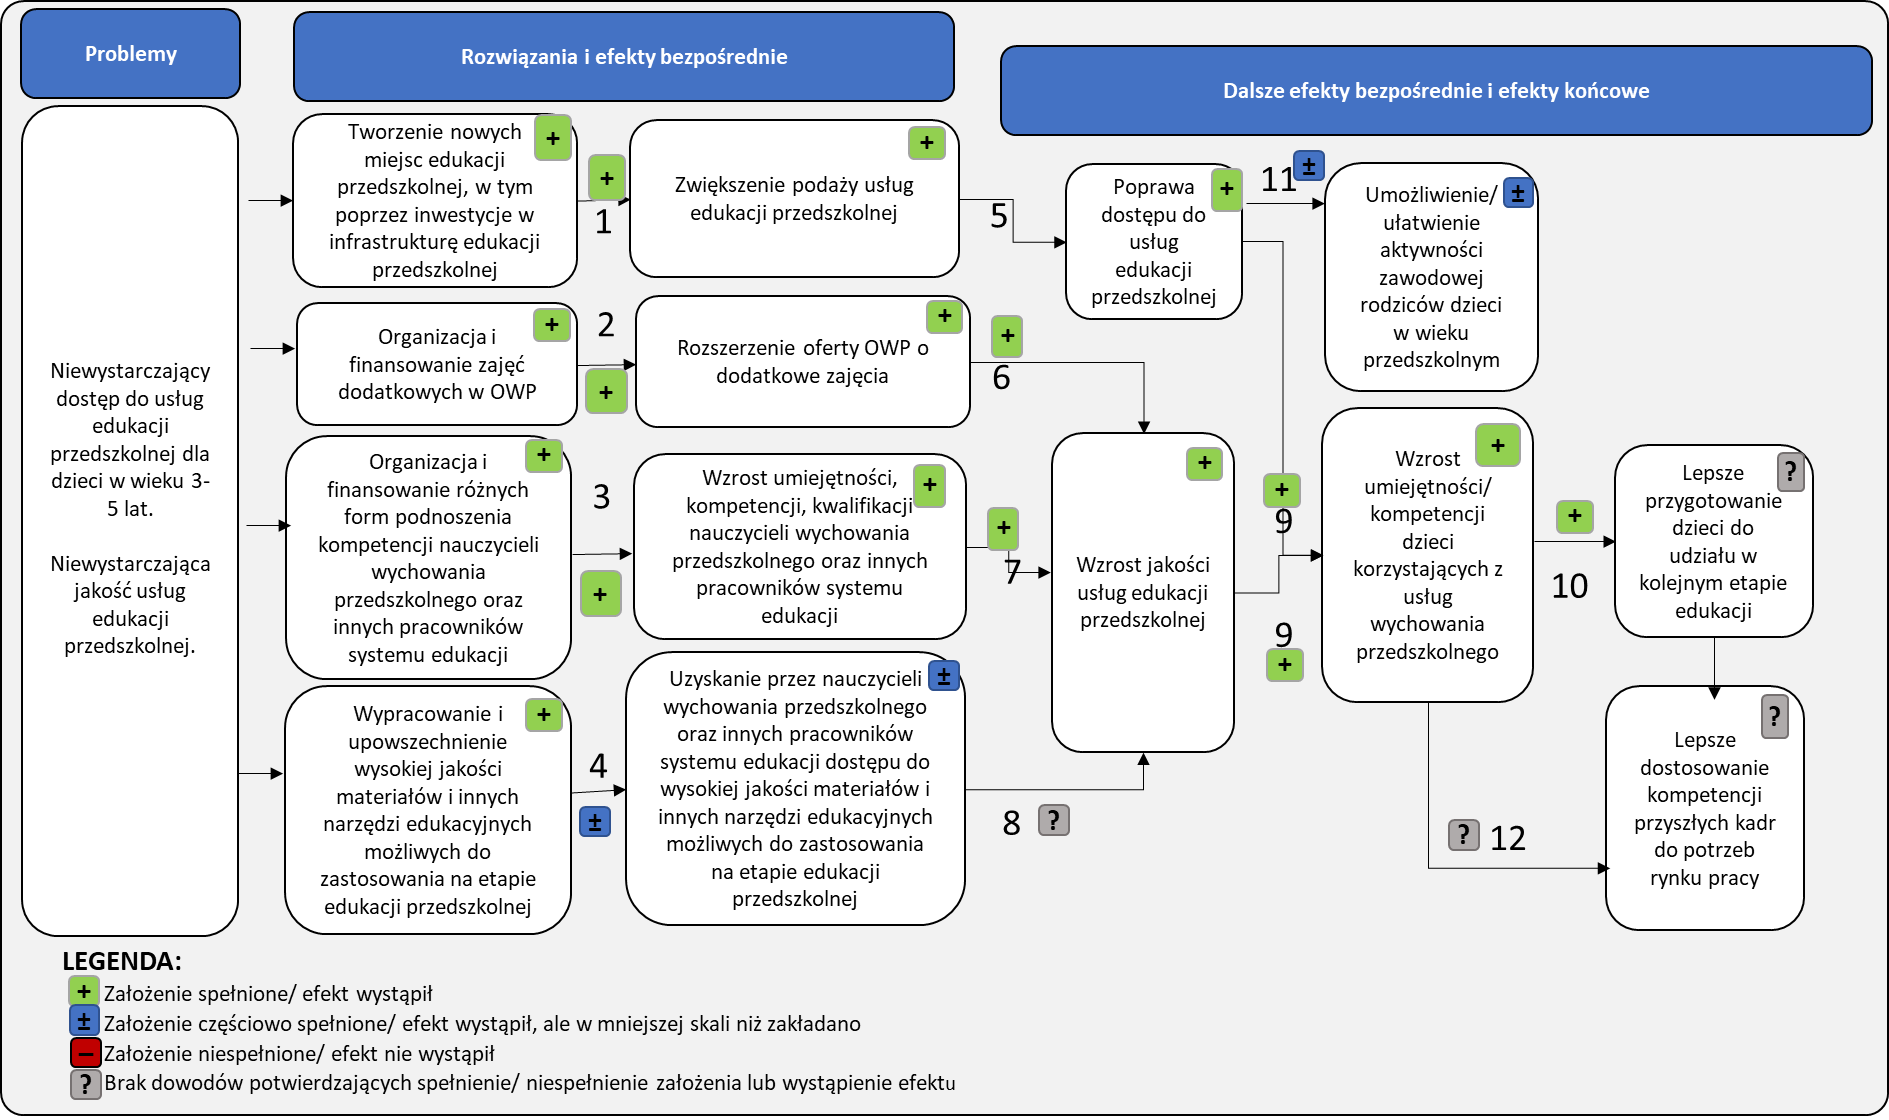 Problemy
Rozwiązania i efekty bezpośrednie
Dalsze efekty bezpośrednie i efekty końcowe
Niewystarczający
dostęp do usług
edukacji
przedszkolnej dla
dzieci w wieku 3-
5 lat.
Niewystarczająca
jakość usług
edukacji
przedszkolnej.
Tworzenie nowych
miejsc edukacji
przedszkolnej, w tym
poprzez inwestycje w
infrastrukturę edukacji
przedszkolnej
+
+
1
Zwiększenie podaży usług
edukacji przedszkolnej
+
5
Poprawa
dostępu do
usług
edukacji
przedszkolnej
+
11
±
Umożliwienie/
ułatwienie
aktywności
zawodowej
rodziców dzieci
w wieku
przedszkolnym
±
Organizacja i
finansowanie zajęć
dodatkowych w OWP
+
2
+
Rozszerzenie oferty OWP o
dodatkowe zajęcia
+
+
6
Organizacja i
finansowanie różnych
form podnoszenia
kompetencji nauczycieli
wychowania
przedszkolnego oraz
innych pracowników
systemu edukacji
+
3
+
Wzrost umiejętności,
kompetencji, kwalifikacji
nauczycieli wychowania
przedszkolnego oraz innych
pracowników systemu
edukacji
+
+
7
Wzrost jakości
usług edukacji
przedszkolnej
+
+
9
9
+
Wzrost
umiejętności/
kompetencji
dzieci
korzystających z
usług
wychowania
przedszkolnego
+
+
10
Lepsze
przygotowanie
dzieci do
udziału w
kolejnym etapie
edukacji
?
Wypracowanie i
upowszechnienie
wysokiej jakości
materiałów i innych
narzędzi edukacyjnych
możliwych do
zastosowania na etapie
edukacji przedszkolnej
+
4
±
Uzyskanie przez nauczycieli
wychowania przedszkolnego
oraz innych pracowników
systemu edukacji dostępu do
wysokiej jakości materiałów i
innych narzędzi edukacyjnych
możliwych do zastosowania
na etapie edukacji
przedszkolnej
±
8
?
? 12
Lepsze
dostosowanie
kompetencji
przyszłych kadr
do potrzeb
rynku pracy
?
LEGENDA:
+ Założenie spełnione/ efekt wystąpił
± Założenie częściowo spełnione/ efekt wystąpił, ale w mniejszej skali niż zakładano
– Założenie niespełnione/ efekt nie wystąpił
? Brak dowodów potwierdzających spełnienie/ niespełnienie założenia lub wystąpienie efektu